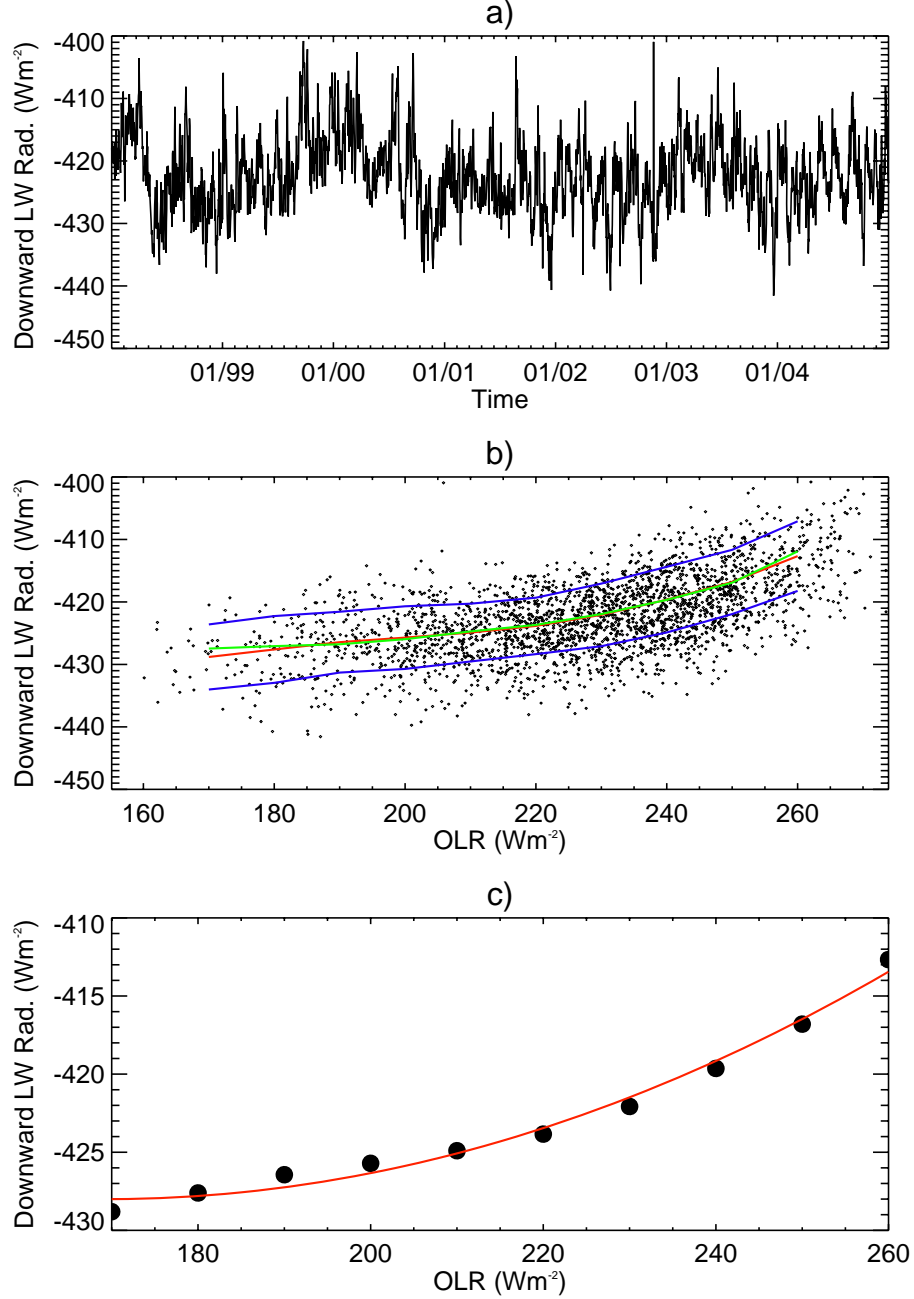 a)
Downward LW Rad. (Wm⁻²)
-400
-410
-420
-430
-440
-450
01/99 01/00 01/01 01/02 01/03 01/04
Time
b)
Downward LW Rad. (Wm⁻²)
-400
-410
-420
-430
-440
-450
160 180 200 220 240 260
OLR (Wm⁻²)
c)
Downward LW Rad. (Wm⁻²)
-410
-415
-420
-425
-430
180 200 220 240 260
OLR (Wm⁻²)